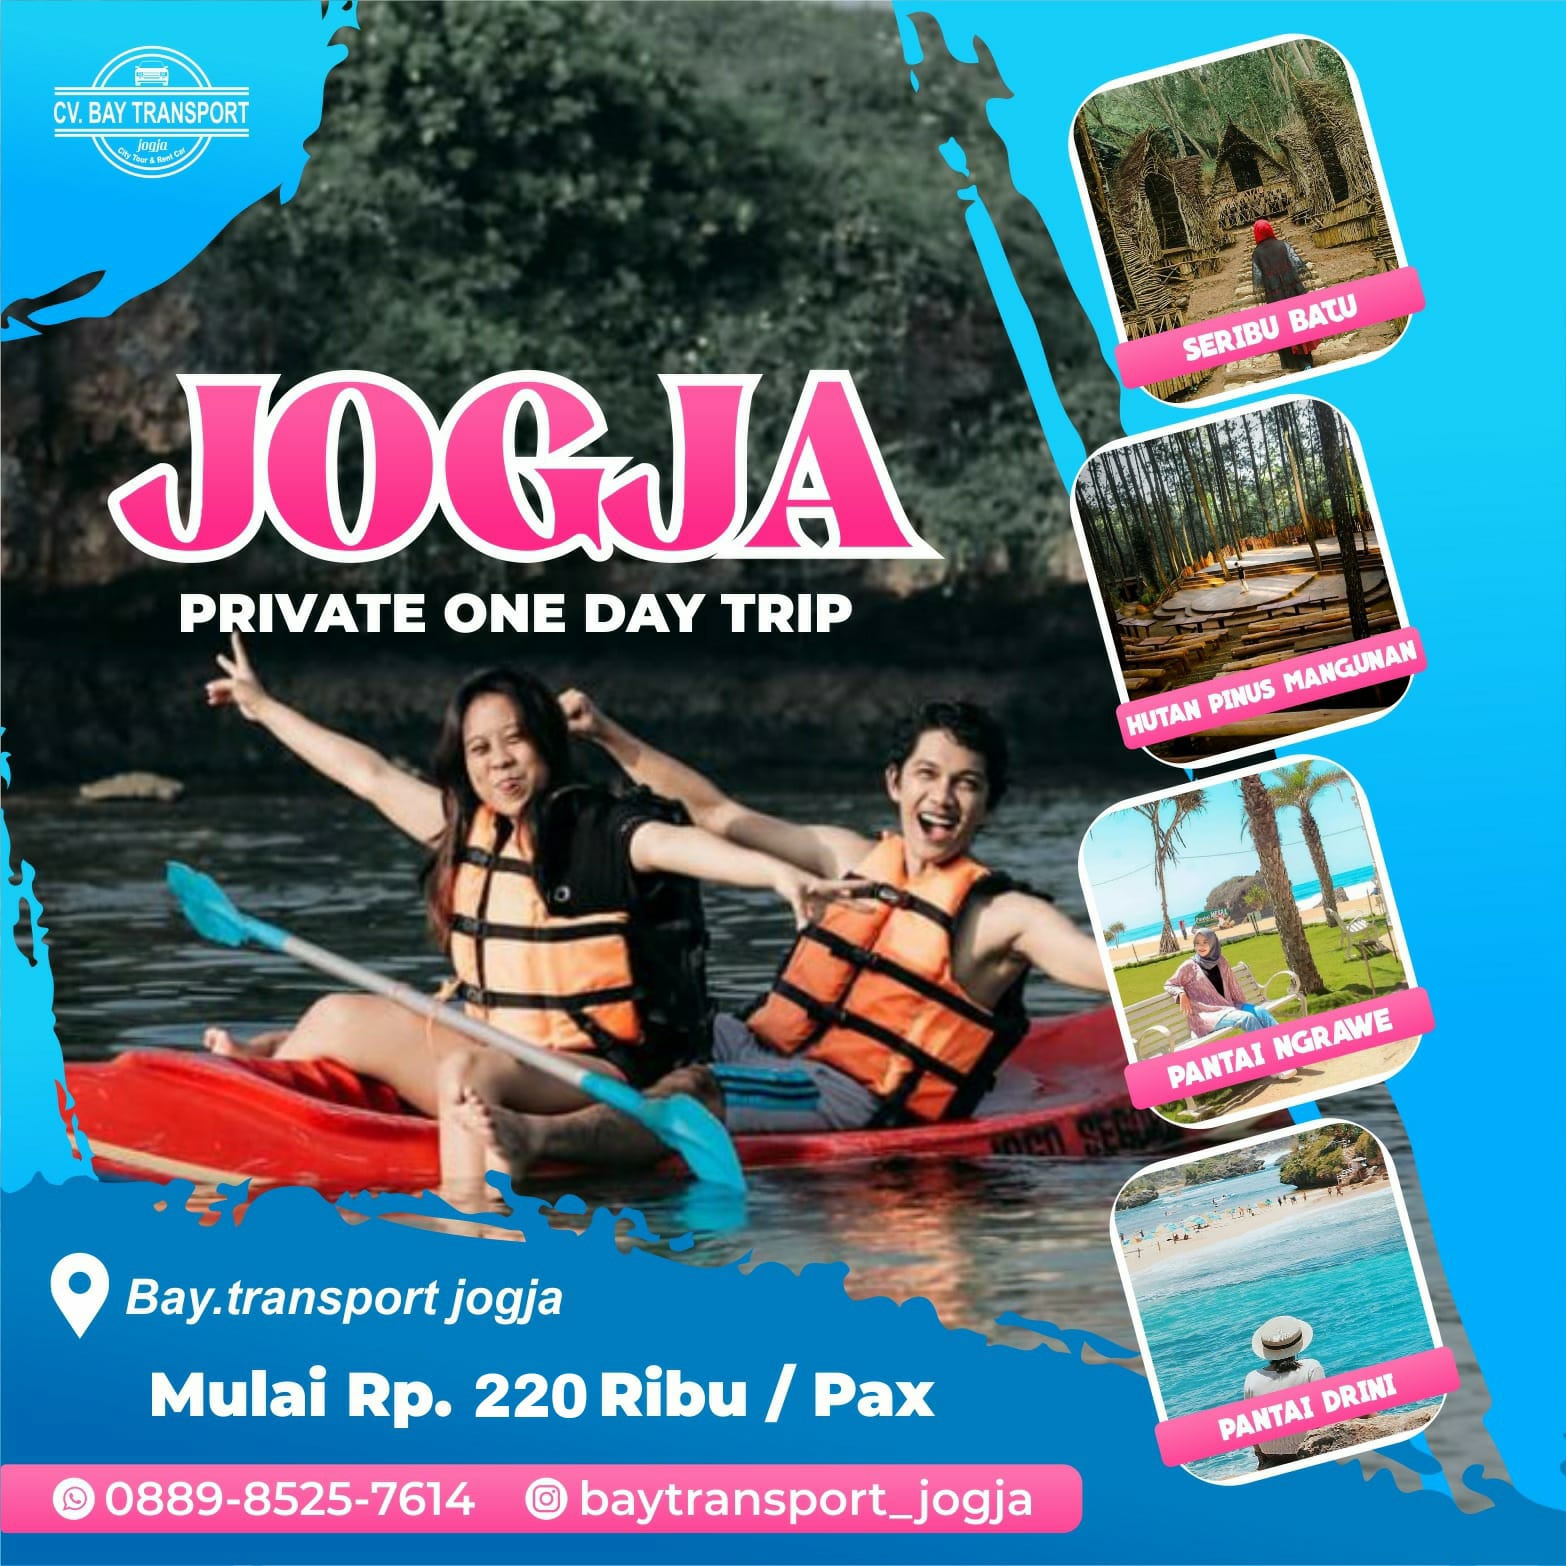 CV. BAY TRANSPORT
jogja
City Tour & Rent Car
JOGJA
PRIVATE ONE DAY TRIP
SERIBU BATU
HUTAN PINUS MANGUNAN
PANTAI NGRAWE
PANTAI DRINI
Bay.transport jogja
Mulai Rp. 220 Ribu / Pax
0889-8525-7614
baytransport_jogja